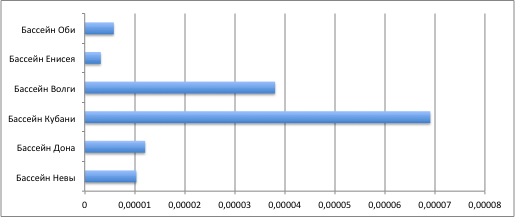 Бассейн Оби
Бассейн Енисея
Бассейн Волги
Бассейн Кубани
Бассейн Дона
Бассейн Невы
0 0,00001 0,00002 0,00003 0,00004 0,00005 0,00006 0,00007 0,00008